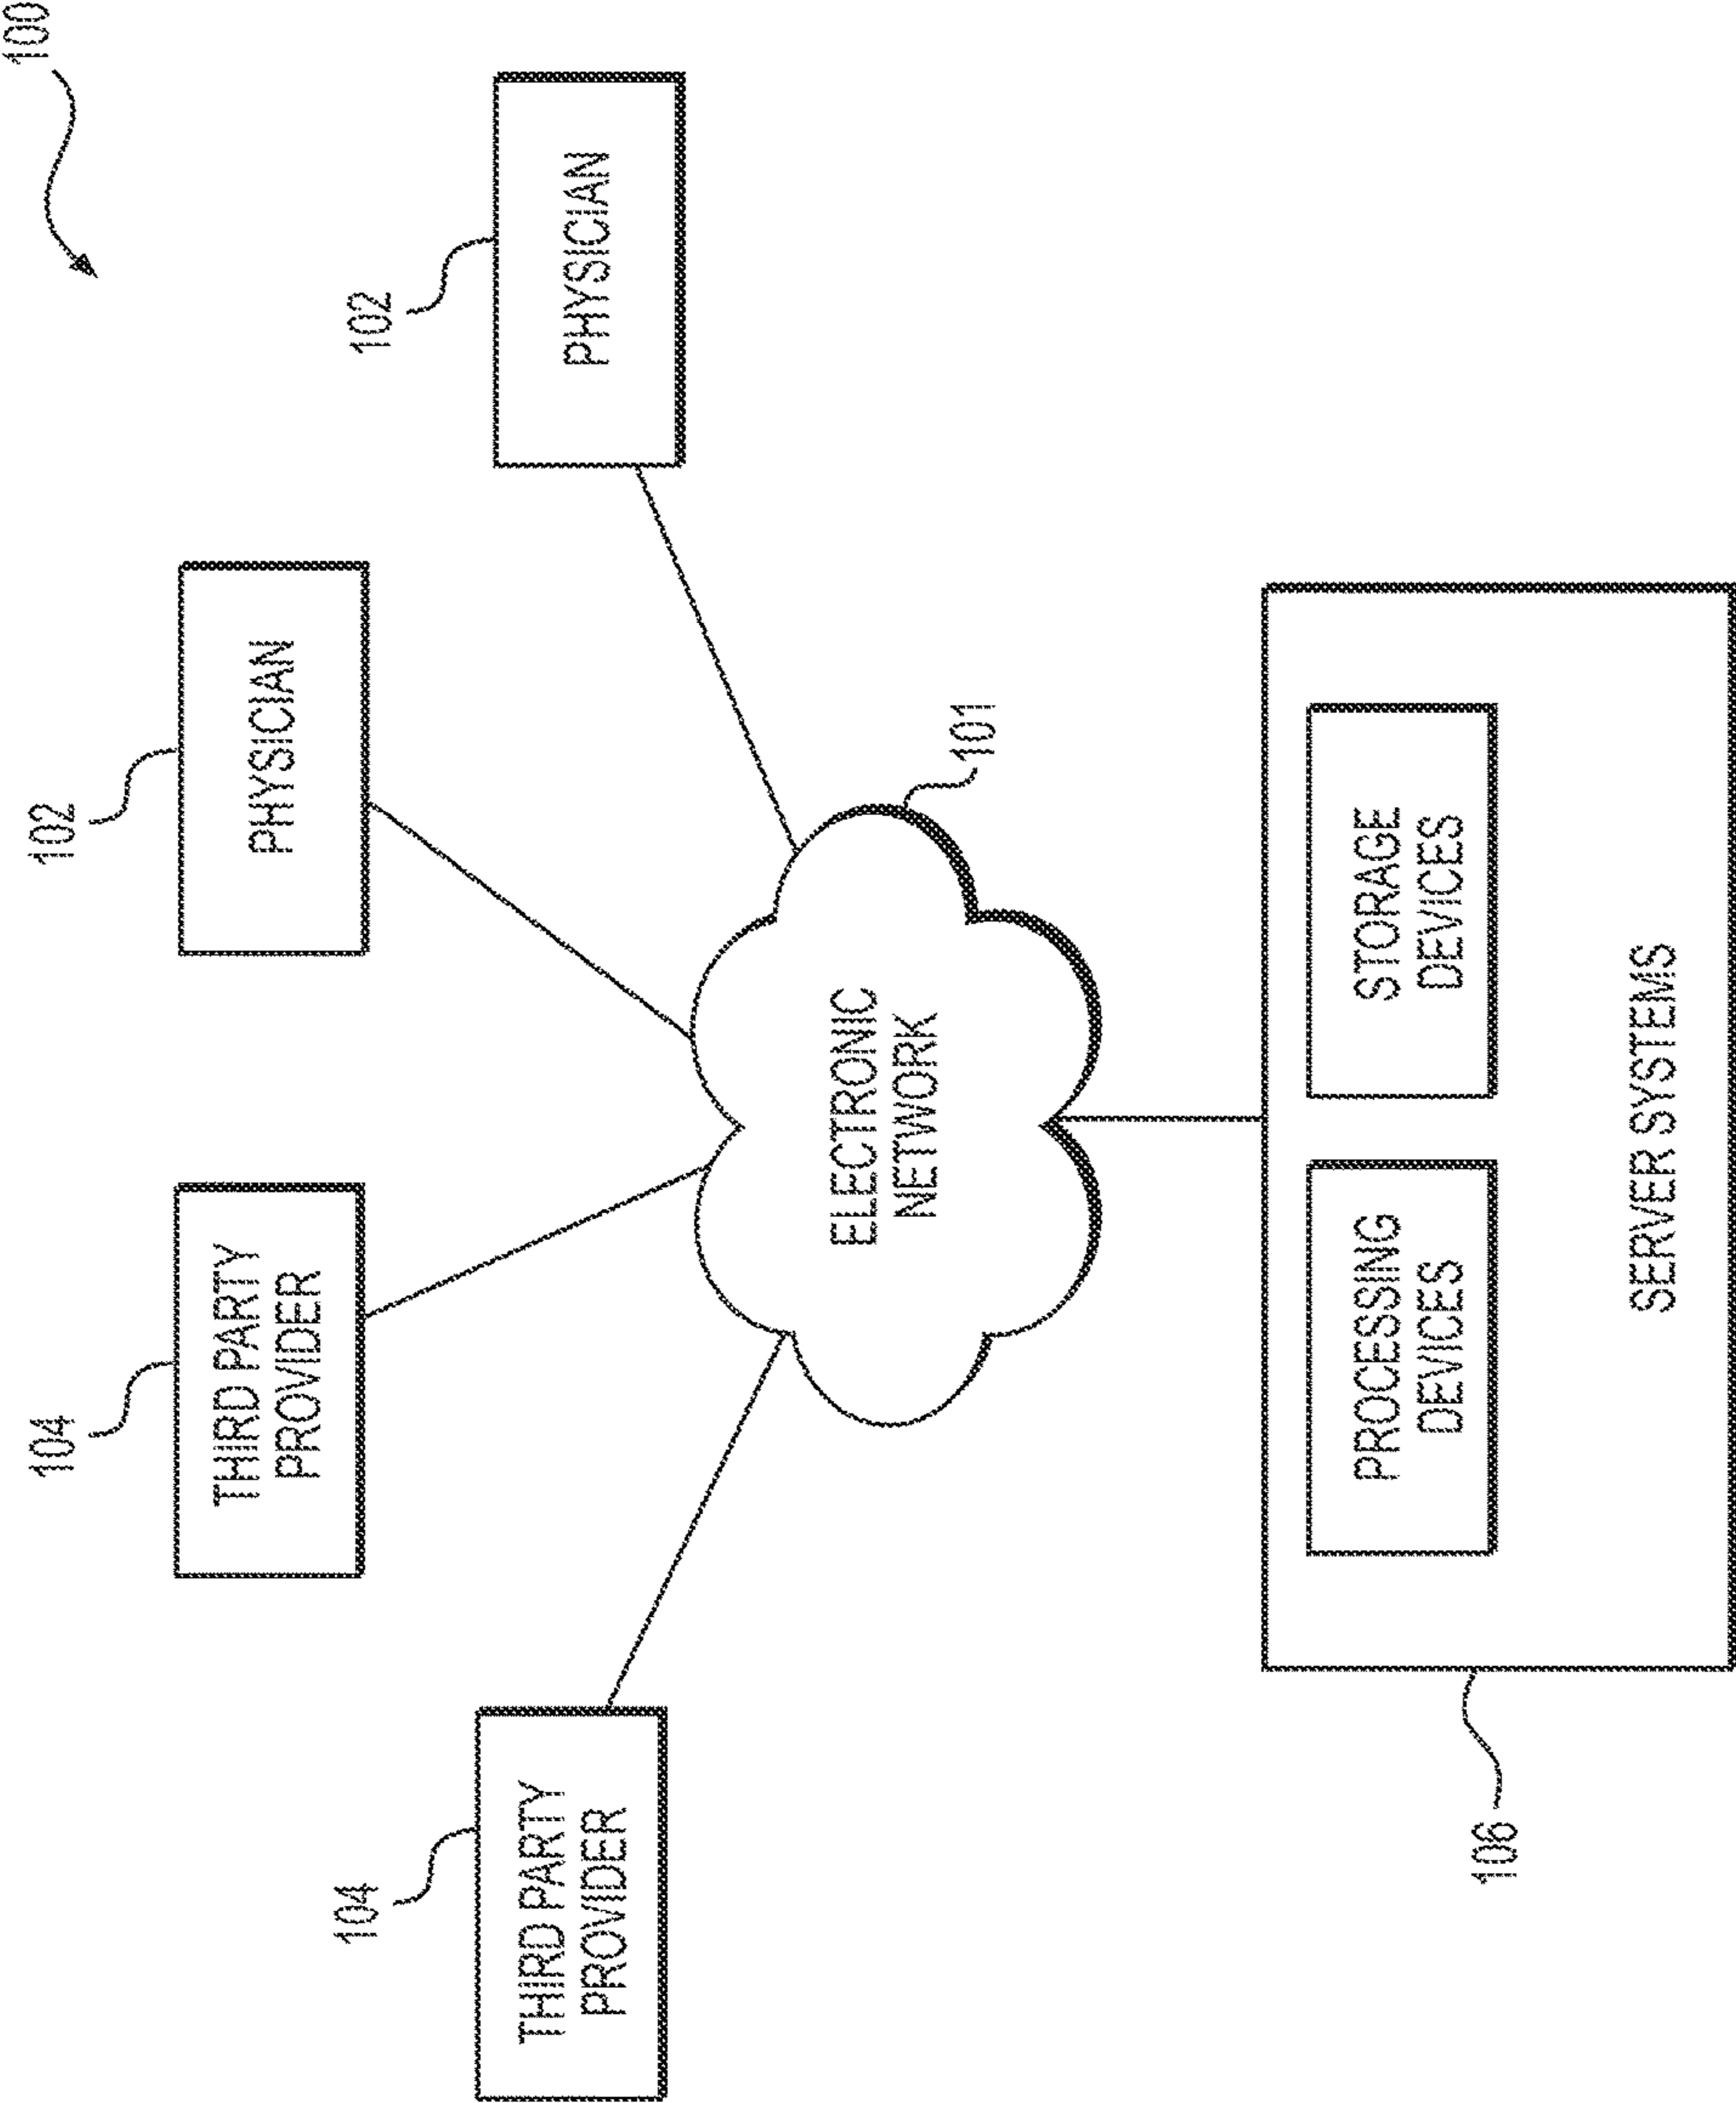 100
102
PHYSICIAN
102
PHYSICIAN
104
THIRD PARTY
PROVIDER
104
THIRD PARTY
PROVIDER
101
ELECTRONIC
NETWORK
PROCESSING
DEVICES
STORAGE
DEVICES
SERVER SYSTEMS
106